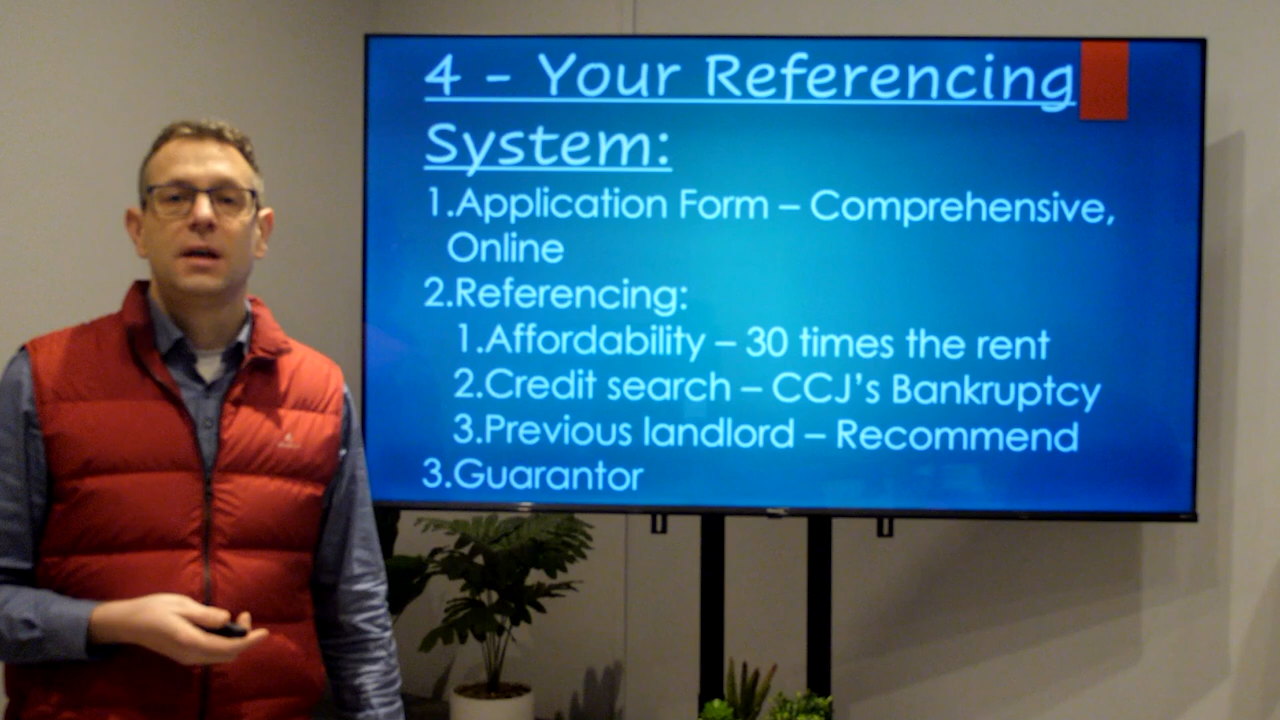 4 - Your Referencing
System:
1.Application Form – Comprehensive,
Online
2.Referencing:
1.Affordability – 30 times the rent
2.Credit search – CCJ’s Bankruptcy
3.Previous landlord – Recommend
3.Guarantor